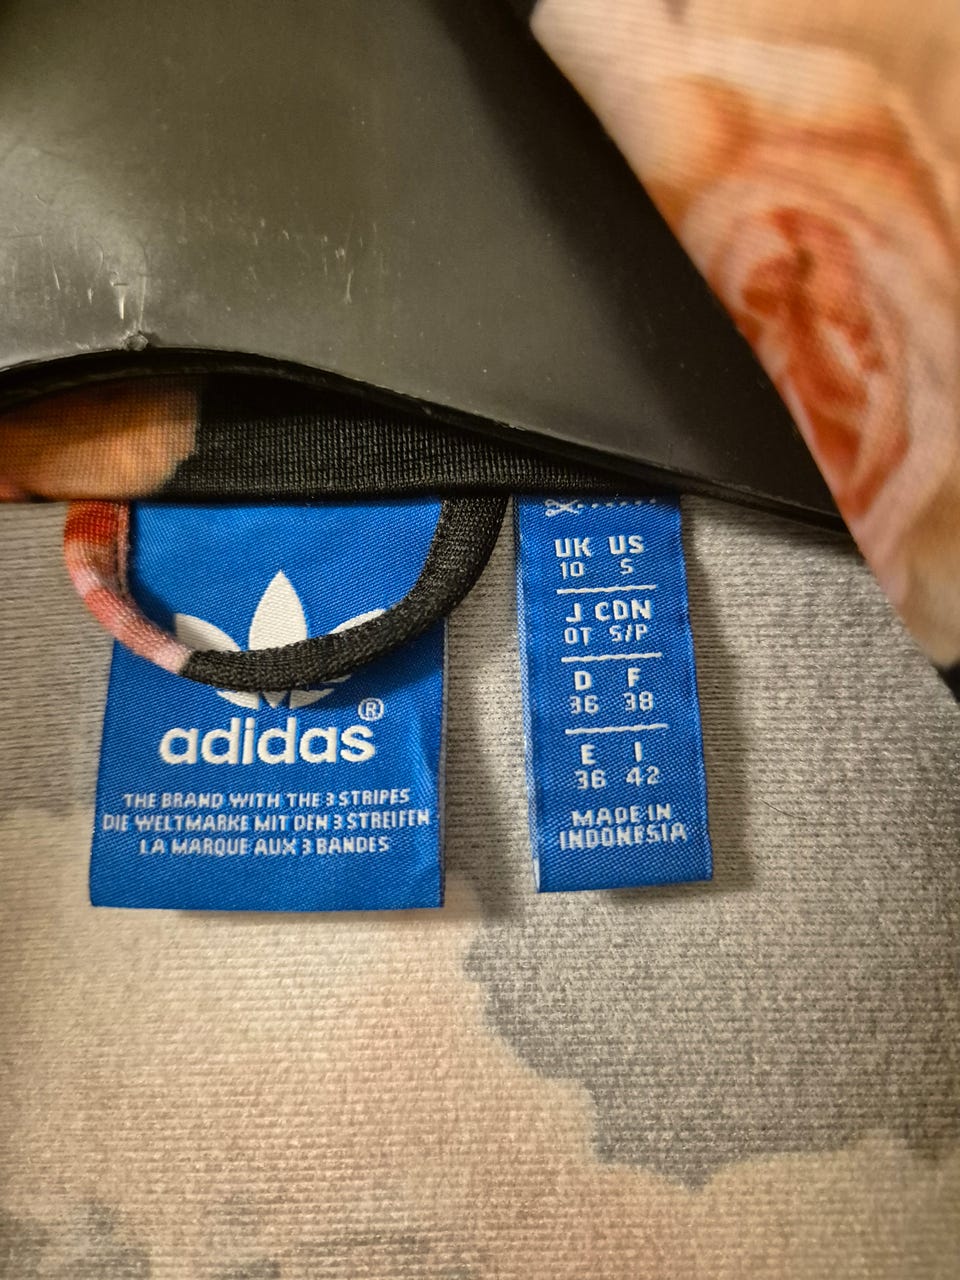 adidas®
THE BRAND WITH THE 3 STRIPES
DIE WELTMARKE MIT DEN 3 STREIFEN
LA MARQUE AUX 3 BANDES
UK US
10 S
J CDN
OT S/P
D F
36 38
E I
36 42
MADE IN
INDONESIA